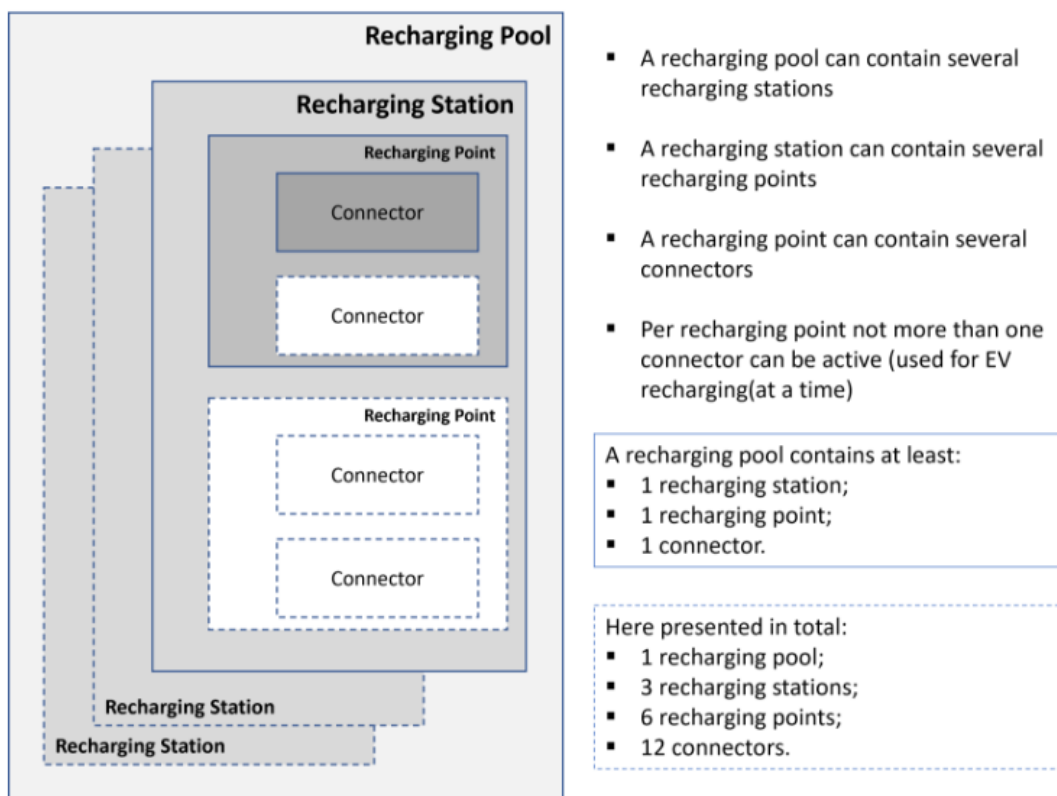 Recharging Pool
Recharging Station
Recharging Point
Connector
Connector
Recharging Point
Connector
Connector
Recharging Station
Recharging Station
▪ A recharging pool can contain several
recharging stations
▪ A recharging station can contain several
recharging points
▪ A recharging point can contain several
connectors
▪ Per recharging point not more than one
connector can be active (used for EV
recharging(at a time)
A recharging pool contains at least:
▪ 1 recharging station;
▪ 1 recharging point;
▪ 1 connector.
Here presented in total:
▪ 1 recharging pool;
▪ 3 recharging stations;
▪ 6 recharging points;
▪ 12 connectors.